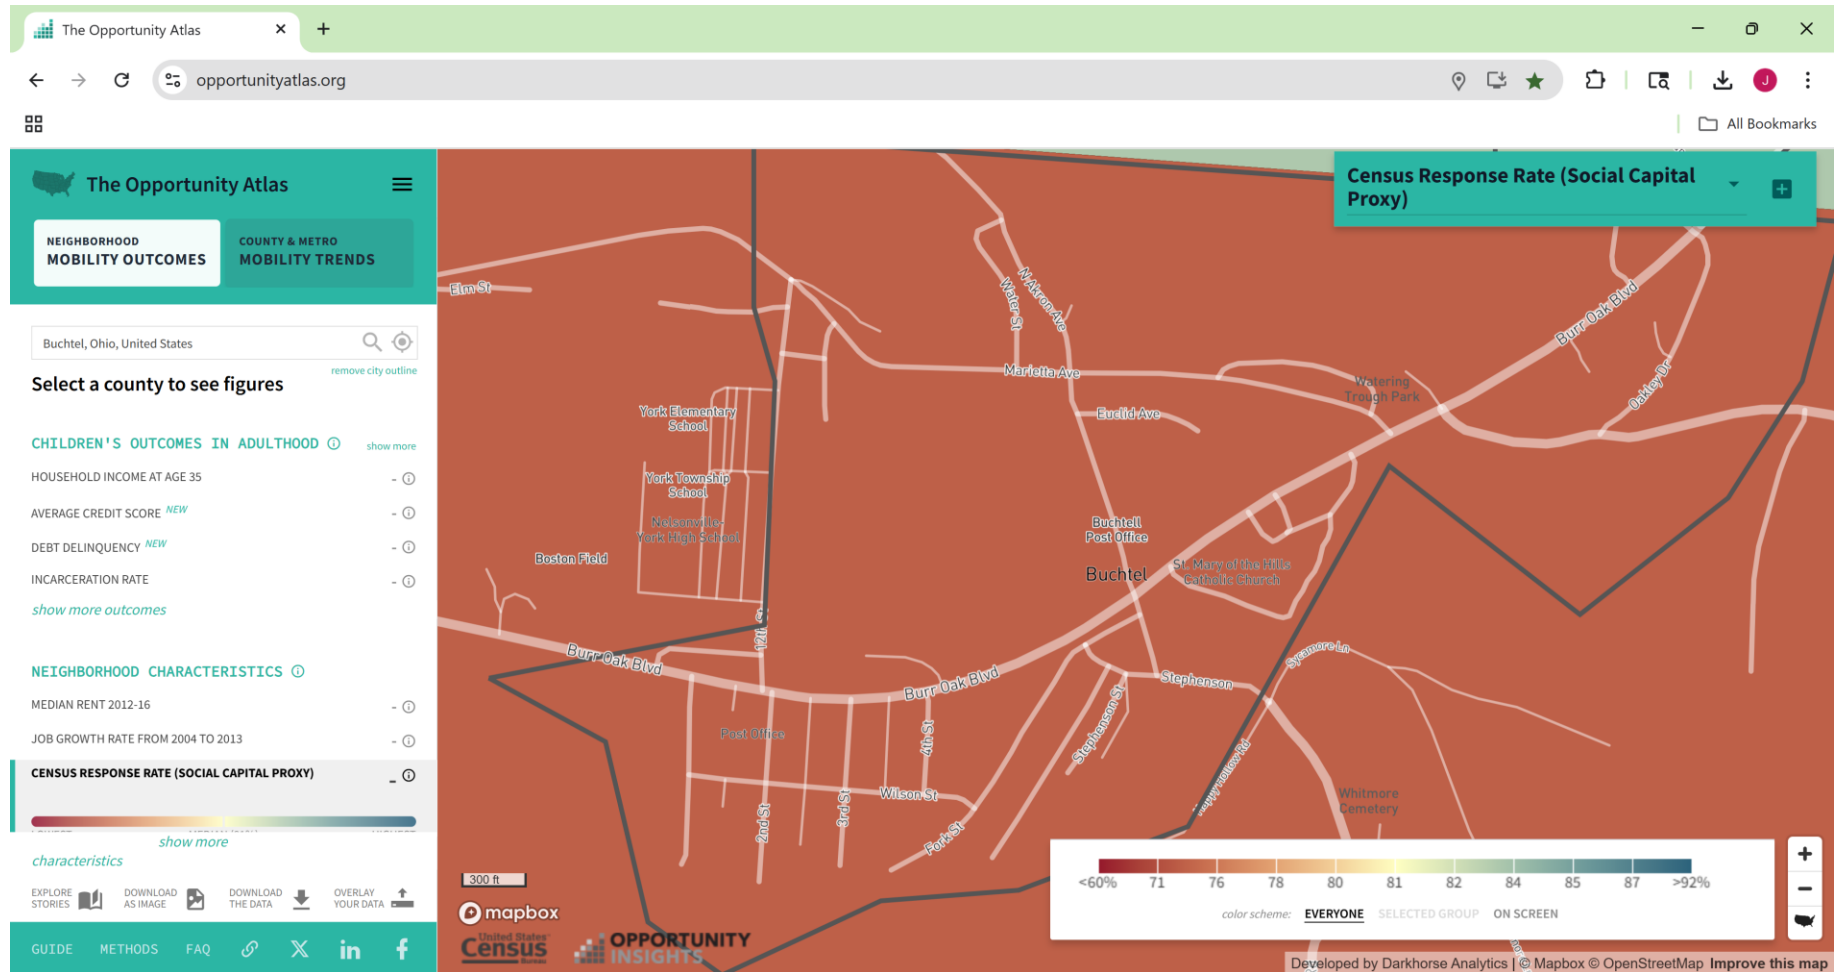 The Opportunity Atlas
opportunityatlas.org
J
All Bookmarks
The Opportunity Atlas
NEIGHBORHOOD
MOBILITY OUTCOMES
COUNTY & METRO
MOBILITY TRENDS
Buchtel, Ohio, United States
remove city outline
Select a county to see figures
CHILDREN'S OUTCOMES IN ADULTHOOD
show more
HOUSEHOLD INCOME AT AGE 35 -
AVERAGE CREDIT SCORE NEW -
DEBT DELINQUENCY NEW -
INCARCERATION RATE -
show more outcomes
NEIGHBORHOOD CHARACTERISTICS
MEDIAN RENT 2012-16 -
JOB GROWTH RATE FROM 2004 TO 2013 -
CENSUS RESPONSE RATE (SOCIAL CAPITAL PROXY) -
show more
characteristics
EXPLORE
STORIES
DOWNLOAD
AS IMAGE
DOWNLOAD
THE DATA
OVERLAY
YOUR DATA
GUIDE METHODS FAQ
Census Response Rate (Social Capital
Proxy)
Elm St
Water St
N Akron Ave
Marietta Ave
Euclid Ave
Burr Oak Blvd
Oakley Dr
Watering
Trough Park
York Elementary
School
York Township
School
Nelsonville-
York High School
Boston Field
Buchtell
Post Office
Buchtel
St. Mary of the Hills
Catholic Church
12th St
Burr Oak Blvd
Burr Oak Blvd
Sycamore Ln
Stephenson
Stephenson St
Post Office
4th St
Happy Hollow Rd
Wilson St
2nd St
3rd St
Fork St
Whitmore
Cemetery
300 ft
mapbox
United States
Census
Bureau
OPPORTUNITY
INSIGHTS
<60% 71 76 78 80 81 82 84 85 87 >92%
color scheme: EVERYONE SELECTED GROUP ON SCREEN
Developed by Darkhorse Analytics | © Mapbox © OpenStreetMap Improve this map